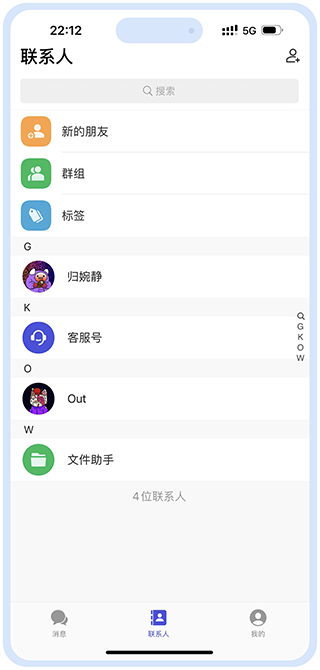 22:12 5G
联系人
搜索
新的朋友
群组
标签
G
归婉静
K
客服号
O
Out
W
文件助手
G
K
O
W
4位联系人
消息 联系人 我的